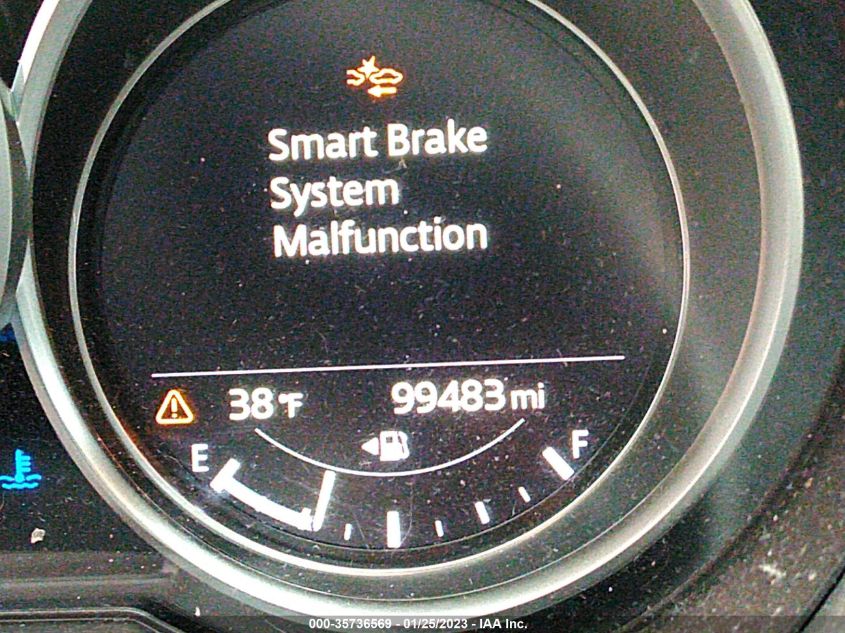 Smart Brake
System
Malfunction
38°F 99483 mi
E F
000-35736569 - 01/25/2023 - IAA Inc.